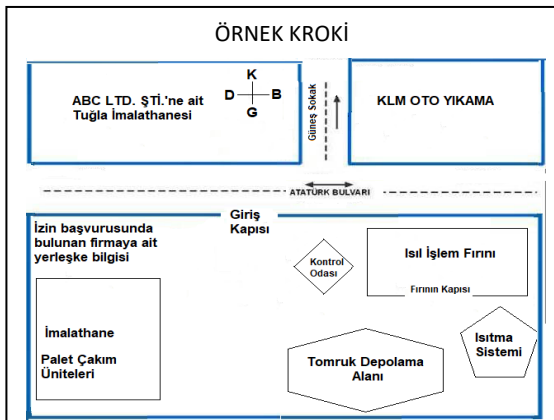 ÖRNEK KROKİ
ABC LTD. ŞTİ.'ne ait
Tuğla İmalathanesi
K
D
B
G
Güneş Sokak
KLM OTO YIKAMA
ATATÜRK BULVARI
Giriş
Kapısı
İzin başvurusunda
bulunan firmaya ait
yerleşke bilgisi
Kontrol
Odası
Isıl İşlem Fırını
Fırının Kapısı
İmalathane
Palet Çakım
Üniteleri
Tomruk Depolama
Alanı
Isıtma
Sistemi